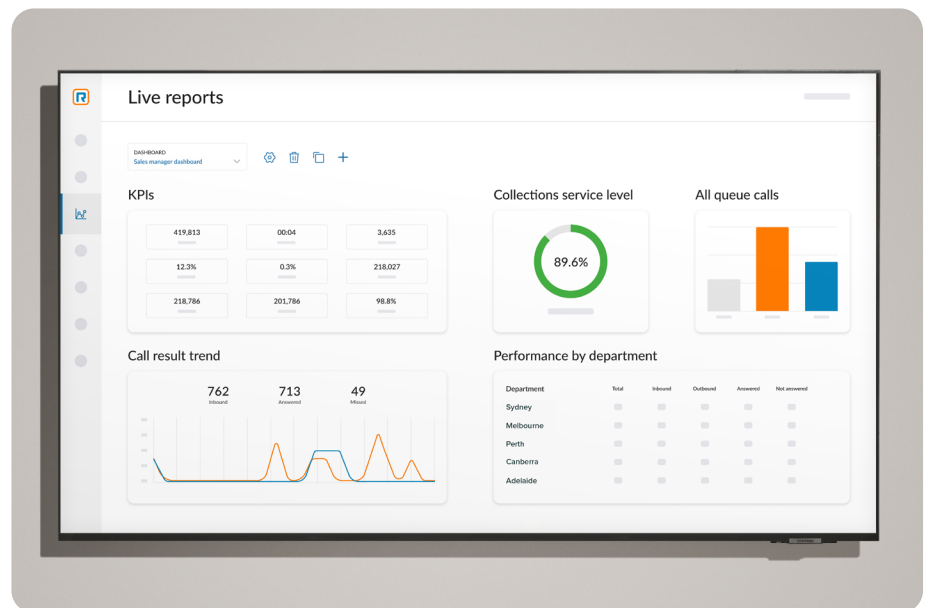 R
Live reports
DASHBOARD
Sales manager dashboard
KPIs
419,813 00:04 3,635
12.3% 0.3% 218,027
218,786 201,786 98.8%
Collections service level
89.6%
All queue calls
Call result trend
762 713 49
Inbound Answered Missed
Performance by department
Department Total Inbound Outbound Answered Not answered
Sydney
Melbourne
Perth
Canberra
Adelaide